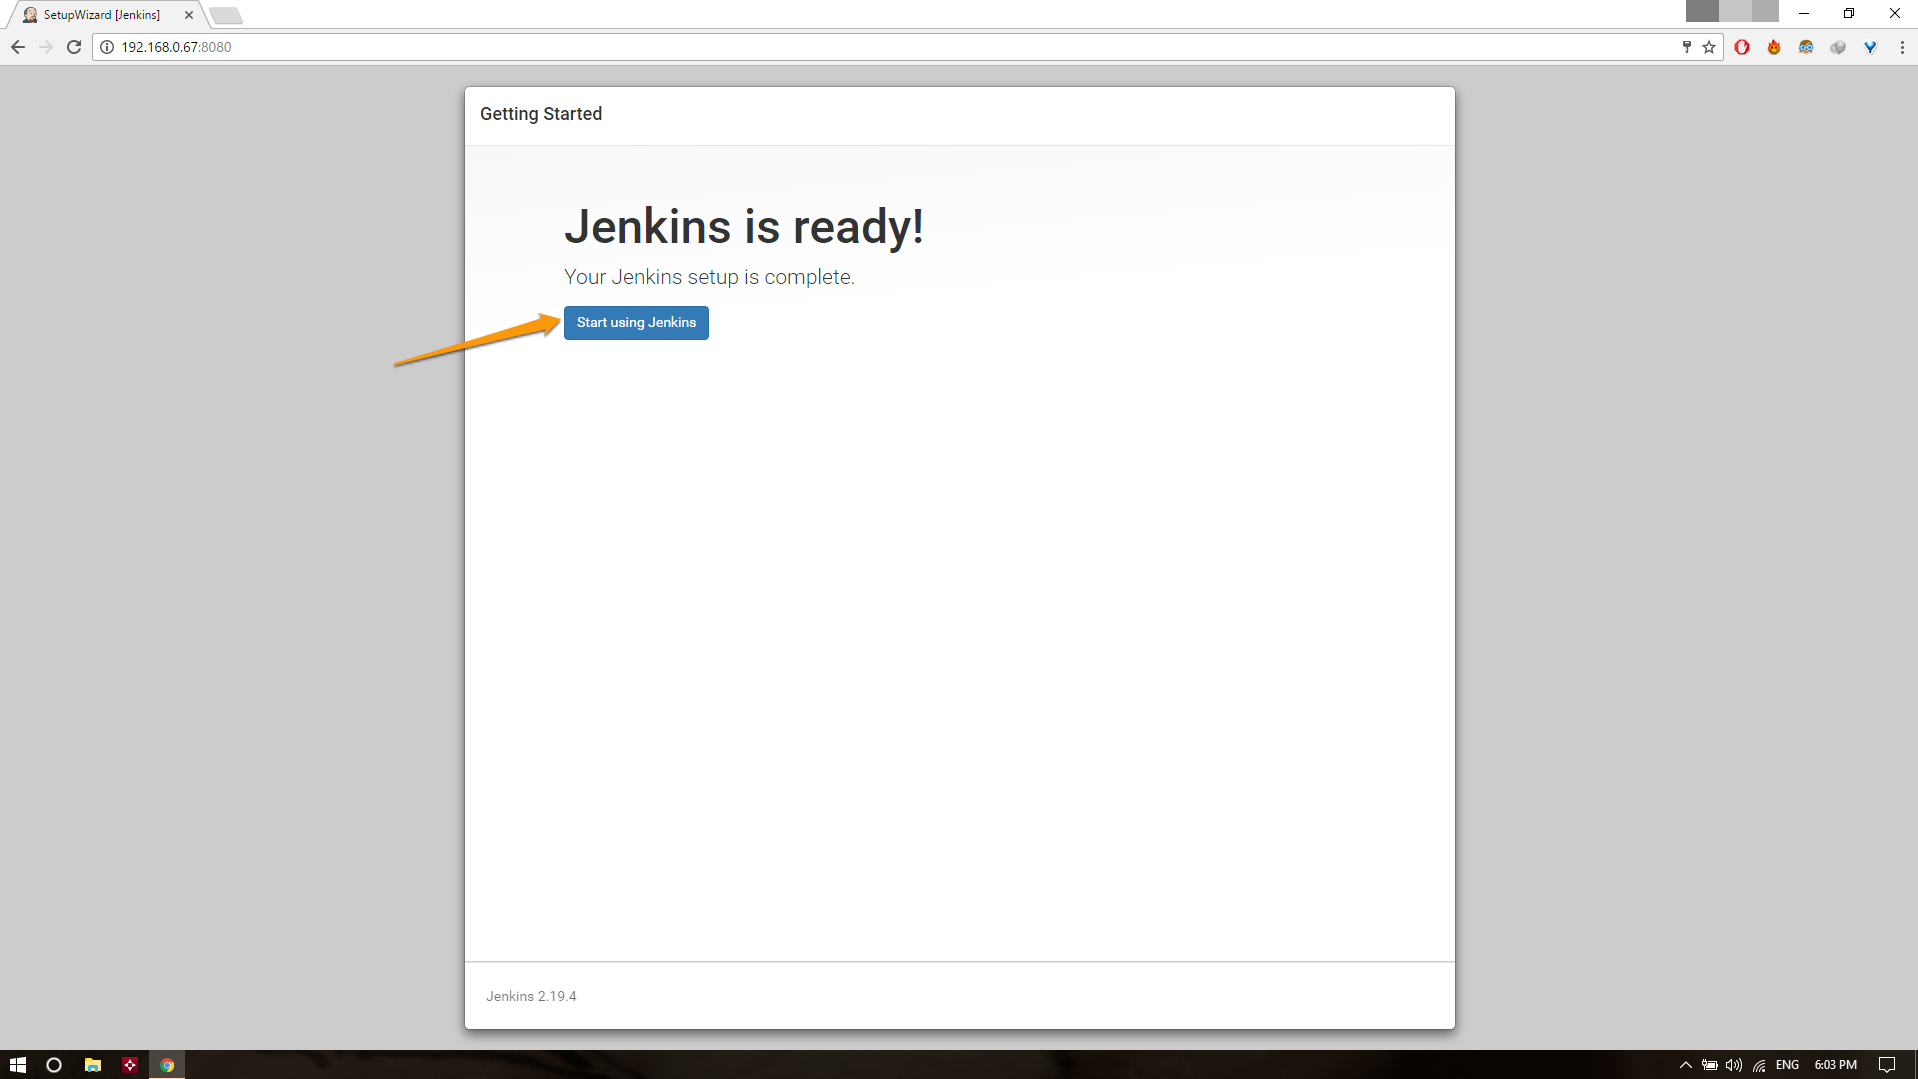 SetupWizard [Jenkins]
192.168.0.67:8080
Getting Started
Jenkins is ready!
Your Jenkins setup is complete.
Start using Jenkins
Jenkins 2.19.4
ENG
6:03 PM